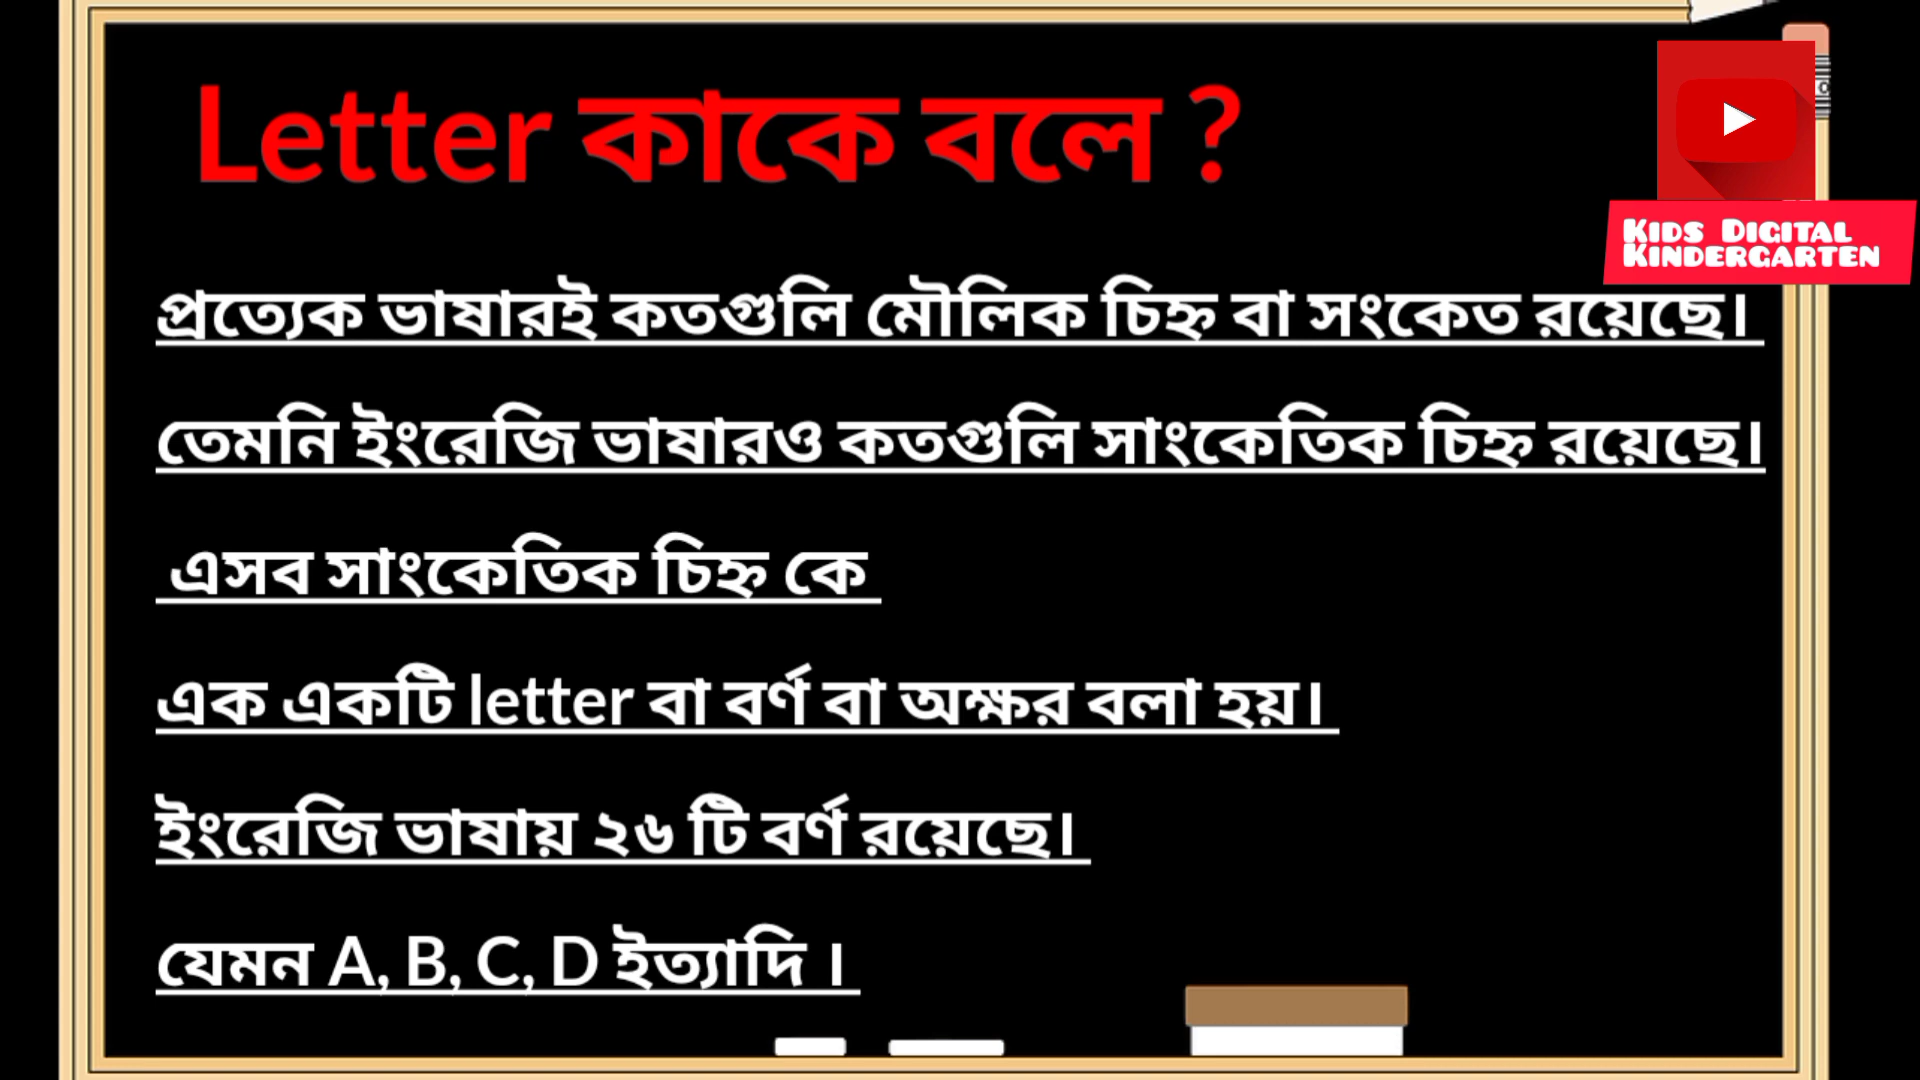 Letter কাকে বলে ?
KIDS DIGITAL
KINDERGARTEN
প্রত্যেক ভাষারই কতগুলি মৌলিক চিহ্ন বা সংকেত রয়েছে।
তেমনি ইংরেজি ভাষারও কতগুলি সাংকেতিক চিহ্ন রয়েছে।
এসব সাংকেতিক চিহ্ন কে
এক একটি letter বা বর্ণ বা অক্ষর বলা হয়।
ইংরেজি ভাষায় ২৬ টি বর্ণ রয়েছে।
যেমন A, B, C, D ইত্যাদি ।